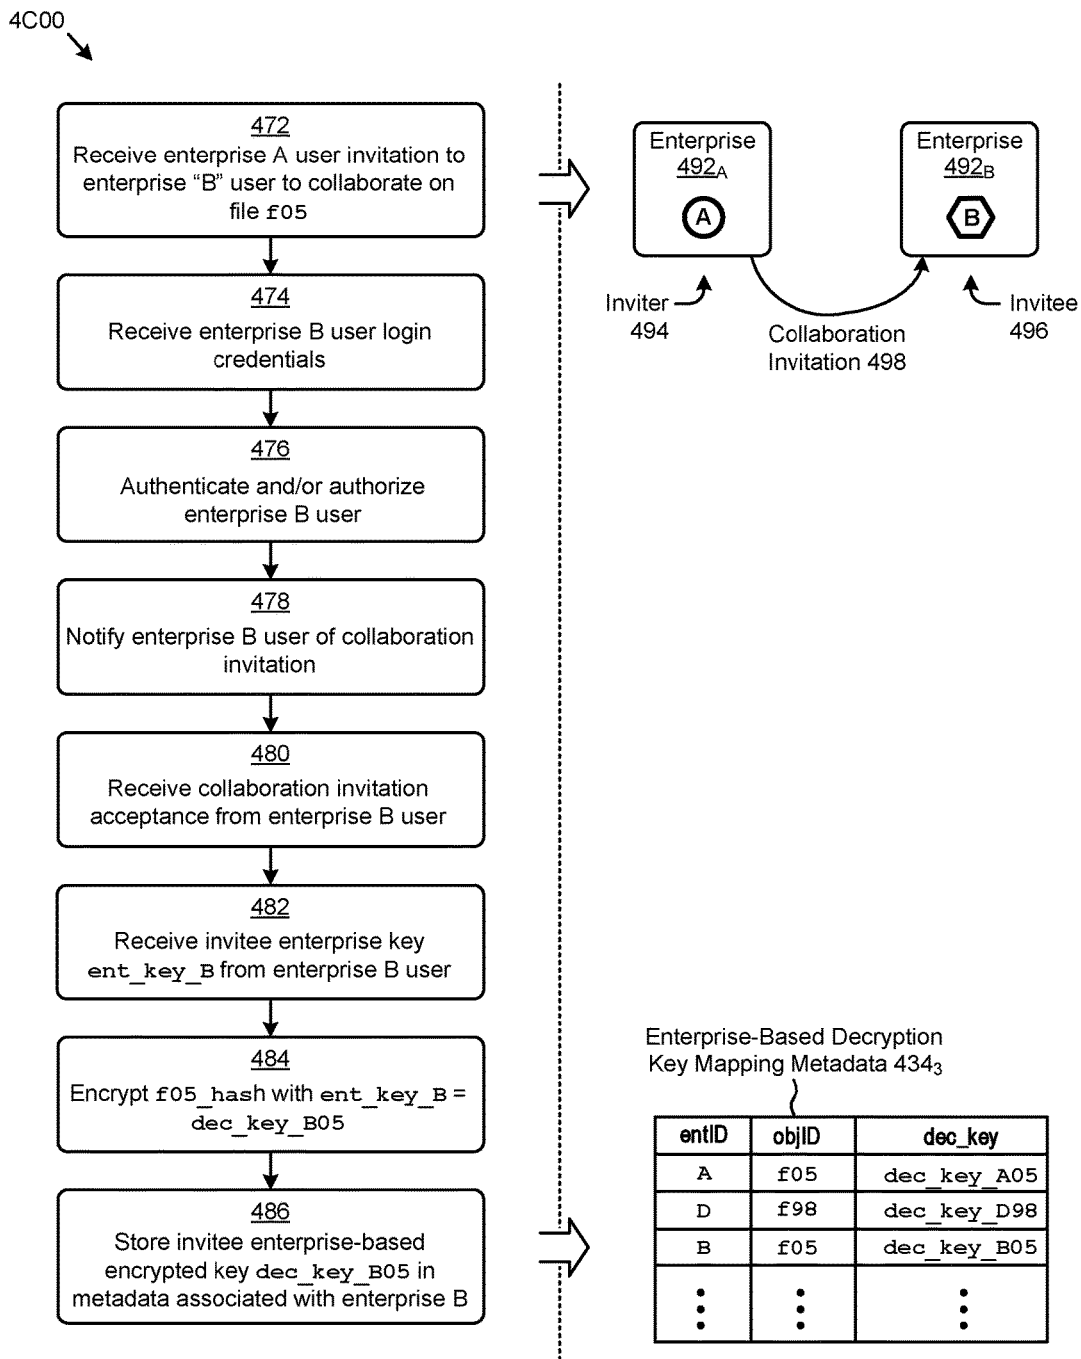 4C00
472
Receive enterprise A user invitation to
enterprise “B” user to collaborate on
file f05
474
Receive enterprise B user login
credentials
476
Authenticate and/or authorize
enterprise B user
478
Notify enterprise B user of collaboration
invitation
480
Receive collaboration invitation
acceptance from enterprise B user
482
Receive invitee enterprise key
ent_key_B from enterprise B user
484
Encrypt f05_hash with ent_key_B =
dec_key_B05
486
Store invitee enterprise-based
encrypted key dec_key_B05 in
metadata associated with enterprise B
Enterprise
492A
A
Enterprise
492B
B
Inviter
494
Collaboration
Invitation 498
Invitee
496
Enterprise-Based Decryption
Key Mapping Metadata 4343
entID objID dec_key
A f05 dec_key_A05
D f98 dec_key_D98
B f05 dec_key_B05